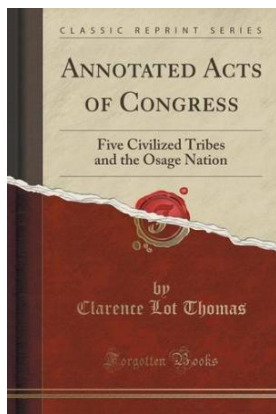 CLASSIC REPRINT SERIES
ANNOTATED ACTS
OF CONGRESS
Five Civilized Tribes
and the Osage Nation
by
Clarence Lot Thomas
Forgotten Books